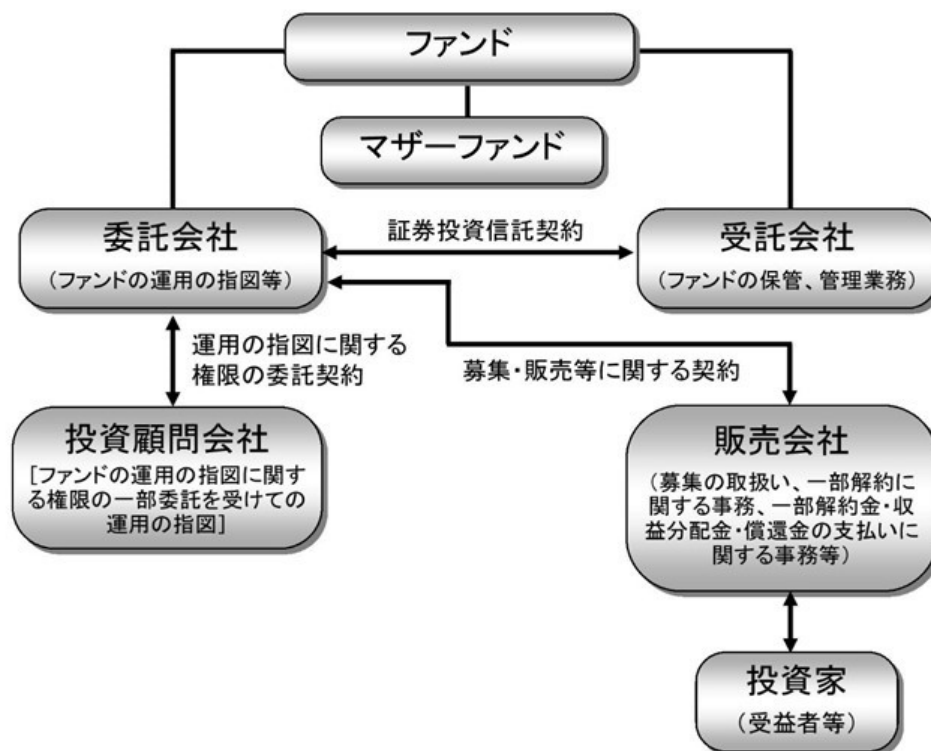 ファンド
マザーファンド
委託会社
(ファンドの運用の指図等)
証券投資信託契約
受託会社
(ファンドの保管、管理業務)
運用の指図に関する
権限の委託契約
募集・販売等に関する契約
投資顧問会社
[ファンドの運用の指図に関す
る権限の一部委託を受けての
運用の指図]
販売会社
(募集の取扱い、一部解約に
関する事務、一部解約金・収
益分配金・償還金の支払いに
関する事務等)
投資家
(受益者等)